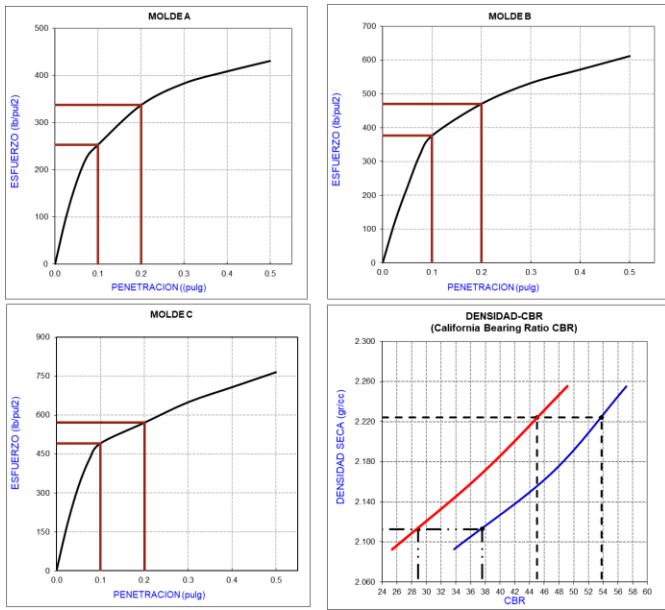 MOLDE A
500
400
300
200
100
0
ESFUERZO (lb/pul2)
0.0 0.1 0.2 0.3 0.4 0.5
PENETRACION ((pulg)
MOLDE B
700
600
500
400
300
200
100
0
ESFUERZO (lb/pul2)
0.0 0.1 0.2 0.3 0.4 0.5
PENETRACION (pulg)
MOLDE C
900
750
600
450
300
150
0
ESFUERZO (lb/pul2)
0.0 0.1 0.2 0.3 0.4 0.5
PENETRACION (pulg)
DENSIDAD-CBR
(California Bearing Ratio CBR)
2.300
2.260
2.220
2.180
2.140
2.100
2.060
DENSIDAD SECA (gr/cc)
24 26 28 30 32 34 36 38 40 42 44 46 48 50 52 54 56 58 60
CBR